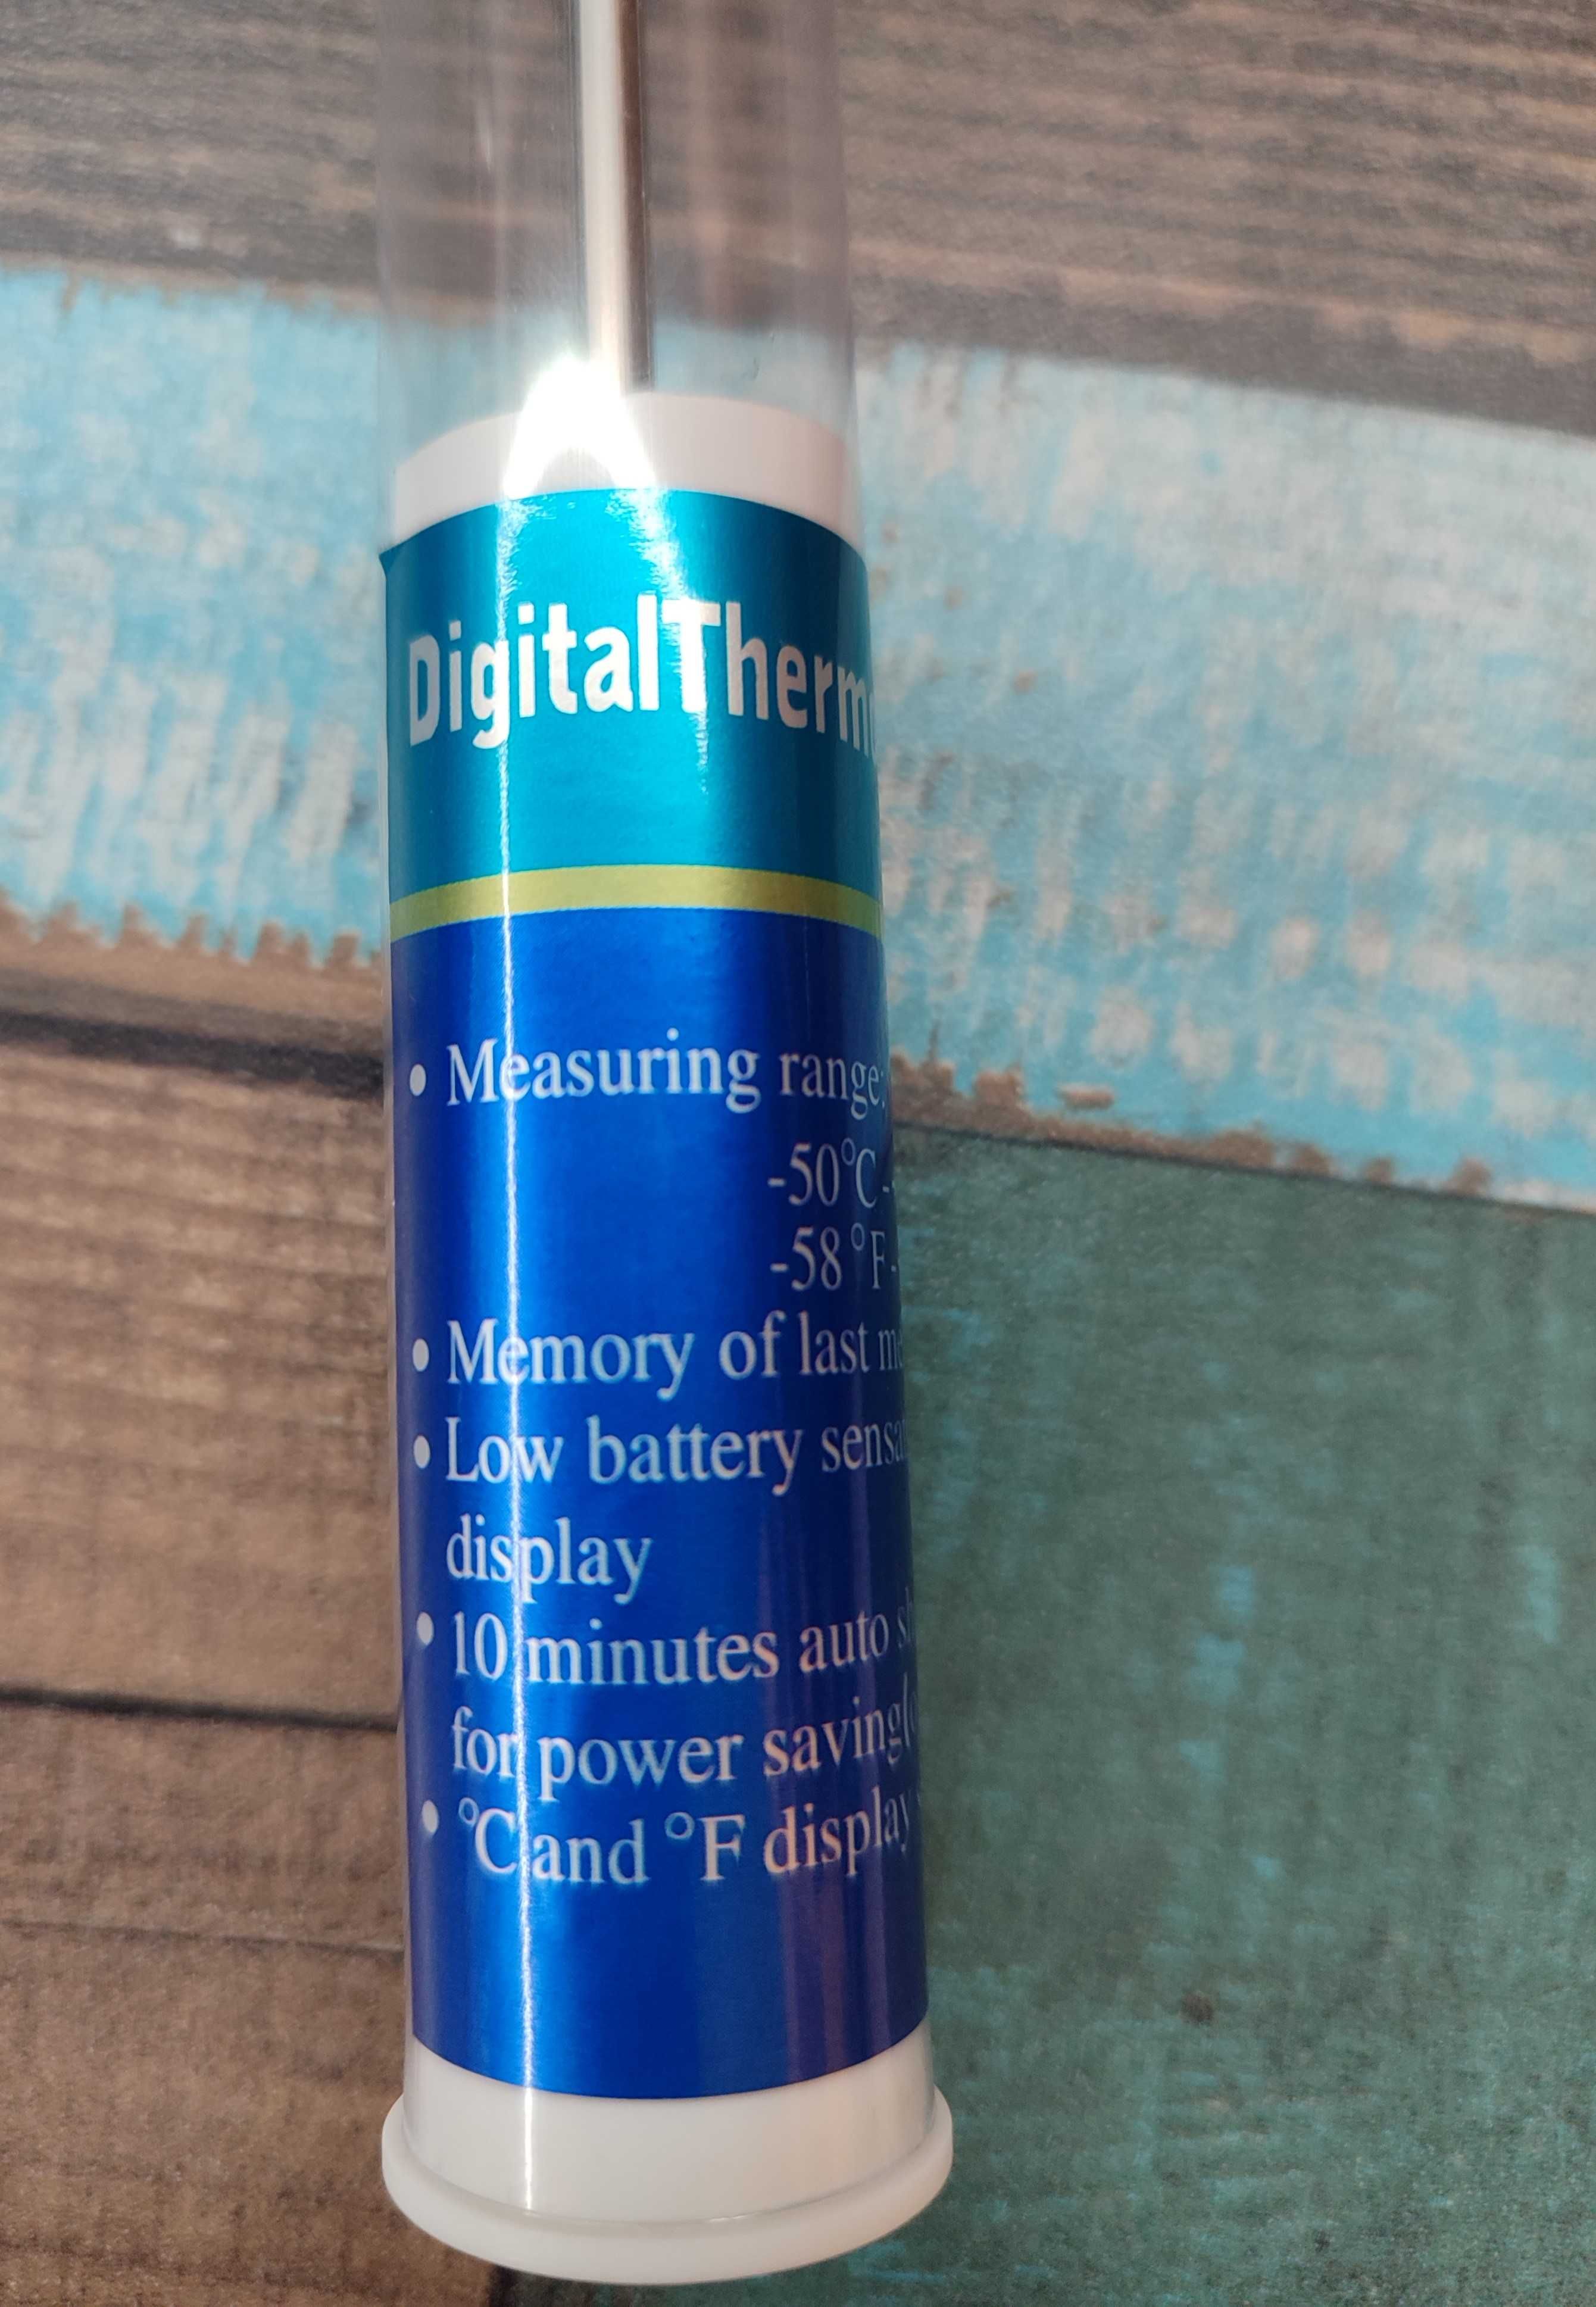 DigitalTherm
• Measuring range:
-50°C -
-58 °F-
• Memory of last
• Low battery
display
• 10 minutes auto
for power saving(
• °C and °F display